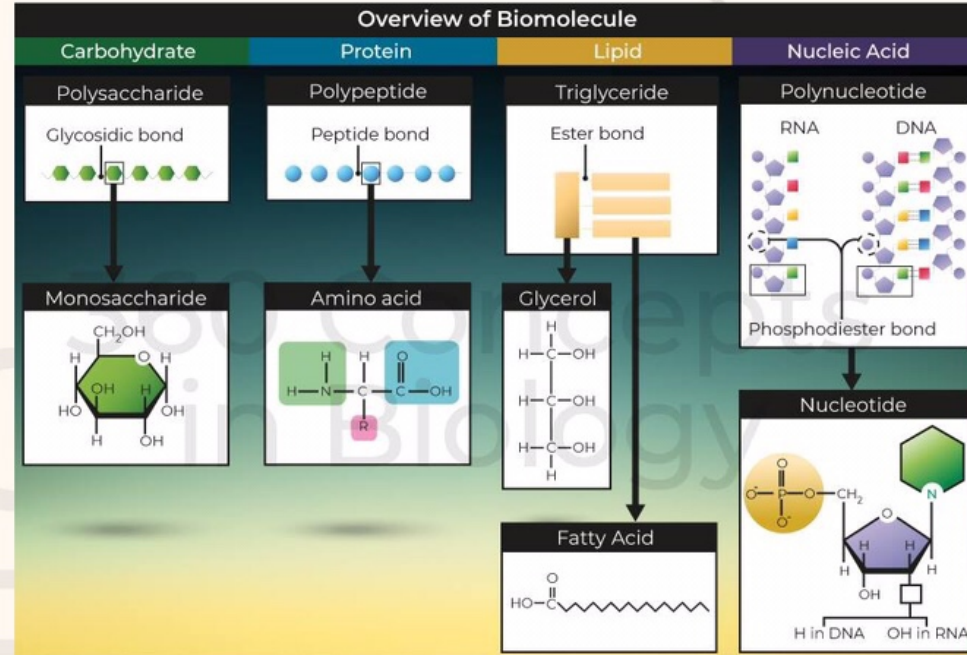 Overview of Biomolecule
Carbohydrate
Protein
Lipid
Nucleic Acid
Polysaccharide
Glycosidic bond
Polypeptide
Peptide bond
Triglyceride
Ester bond
Polynucleotide
RNA
DNA
Phosphodiester bond
Monosaccharide
CH₂OH
H
O
H
OH
H
HO
OH
H
OH
Amino acid
H
H
O
H—N—C—C—OH
R
Glycerol
H
H—C—OH
H—C—OH
H—C—OH
H
Fatty Acid
O
HO—C
Nucleotide
O
O⁻—P—O—CH₂
O⁻
N
O
H
H
H
H
OH
H in DNA
OH in RNA
360 Concepts
in Biology